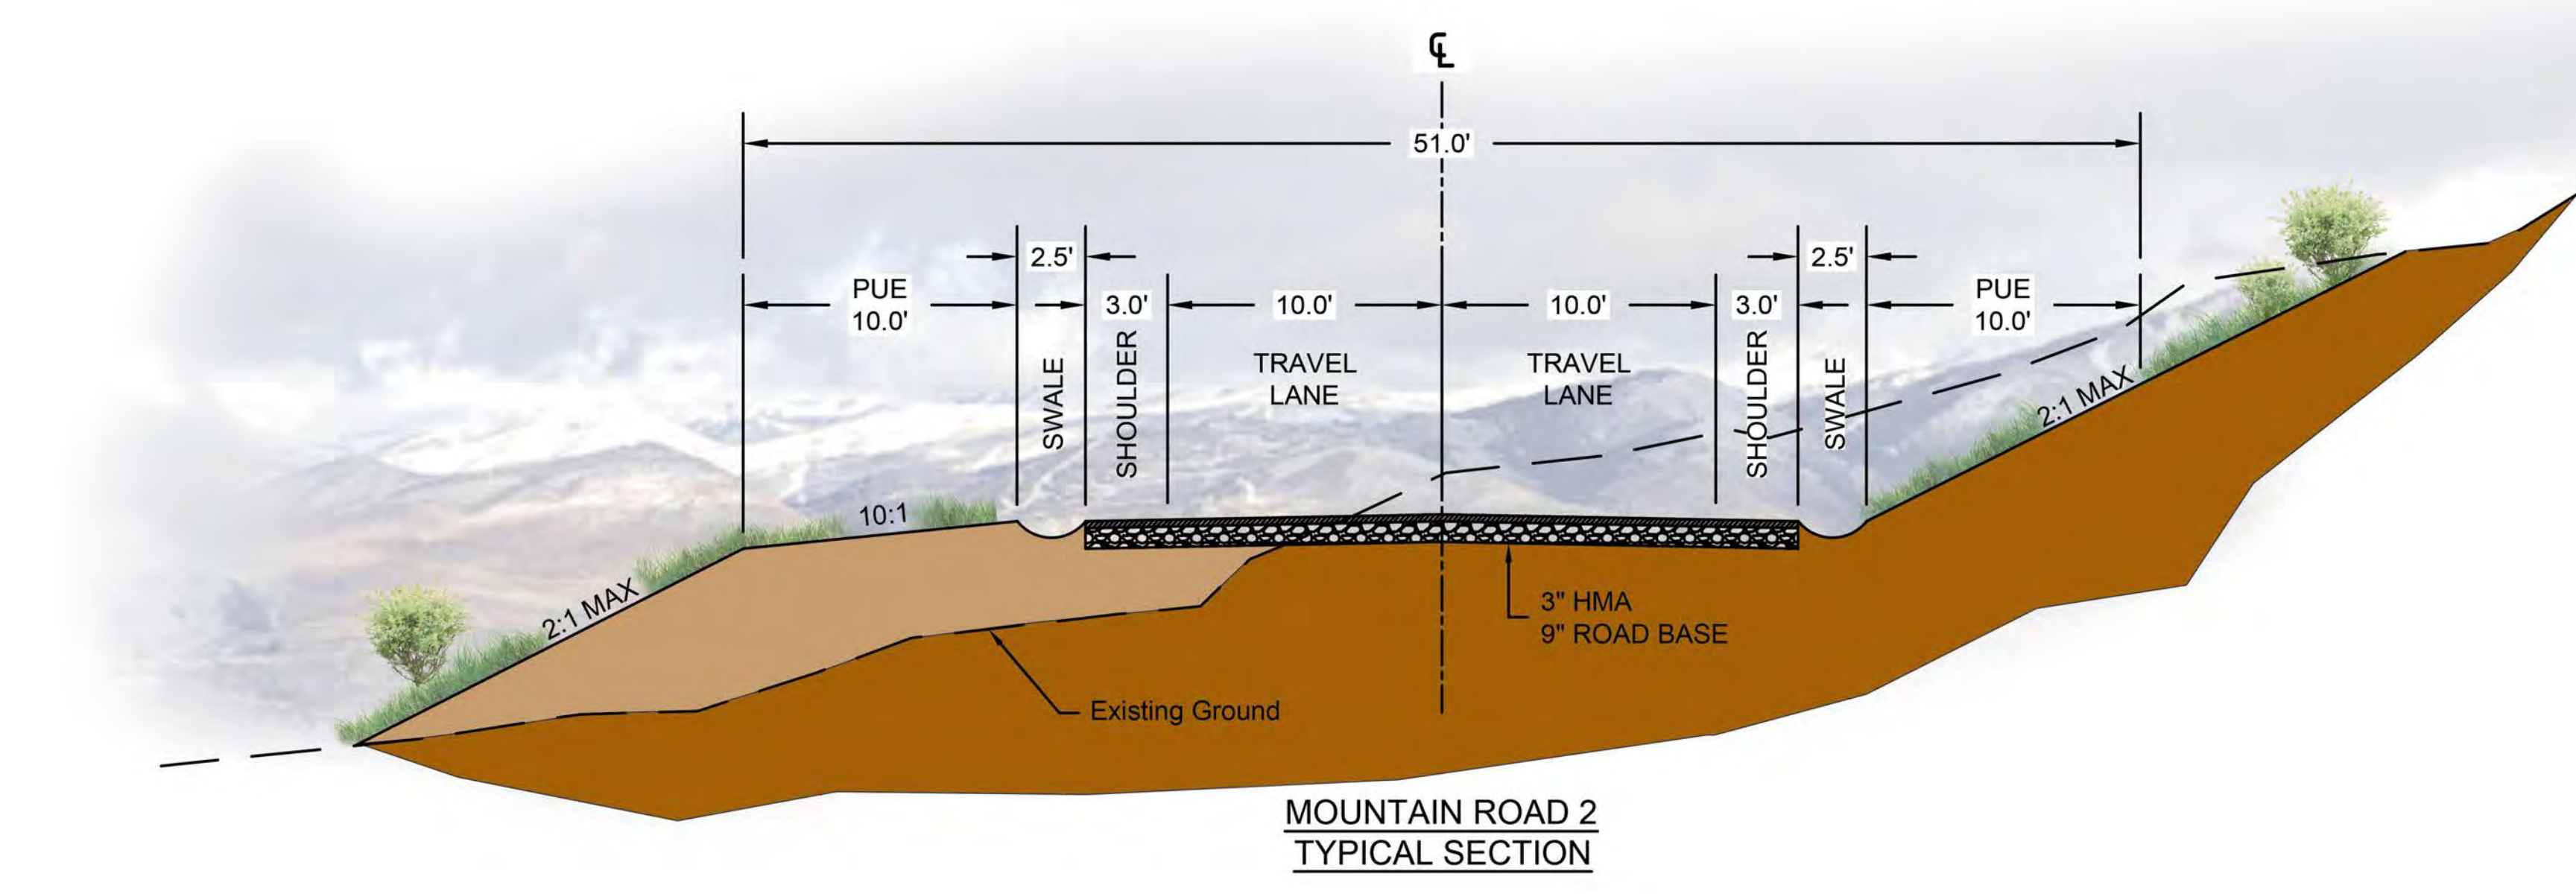 ℄
51.0'
2.5'
2.5'
PUE
10.0'
3.0'
10.0'
10.0'
3.0'
PUE
10.0'
SWALE
SHOULDER
TRAVEL
LANE
TRAVEL
LANE
SHOULDER
SWALE
2:1 MAX
10:1
2:1 MAX
3" HMA
9" ROAD BASE
Existing Ground
MOUNTAIN ROAD 2
TYPICAL SECTION